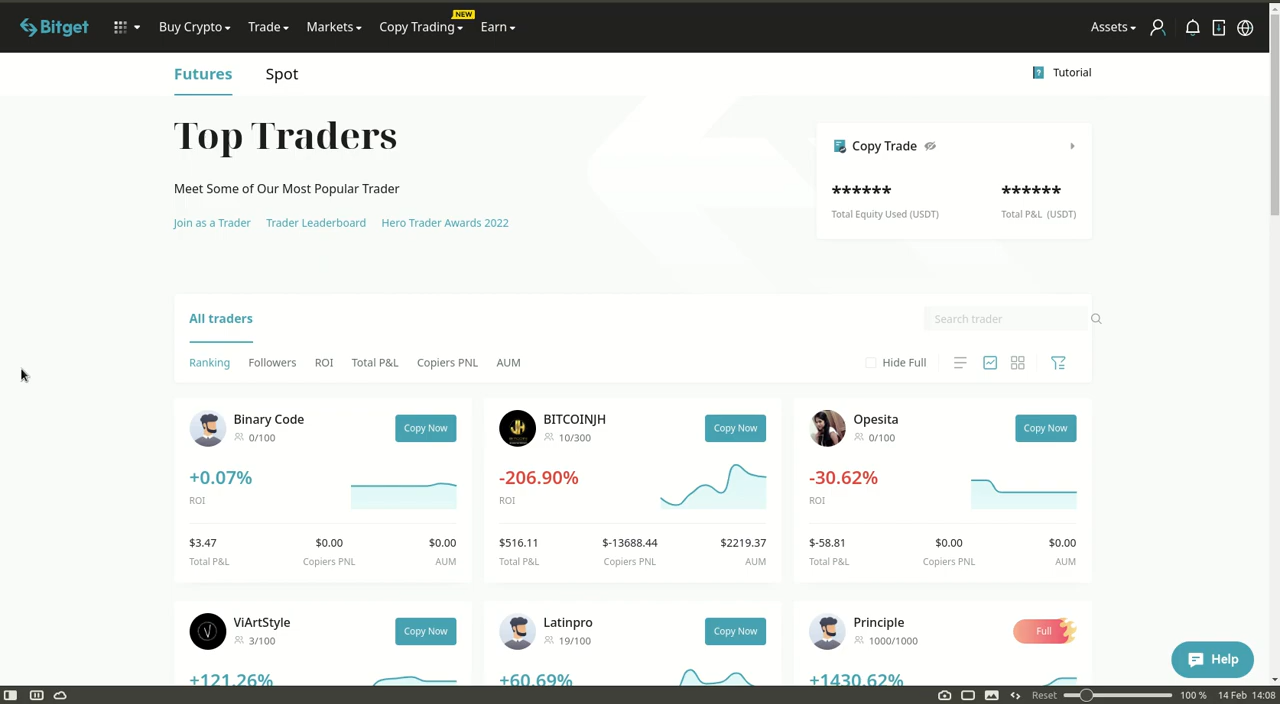 Bitget Buy Crypto Trade Markets Copy Trading NEW Earn Assets
Futures Spot Tutorial
Top Traders
Copy Trade
Meet Some of Our Most Popular Trader
****** ******
Total Equity Used (USDT) Total P&L (USDT)
Join as a Trader Trader Leaderboard Hero Trader Awards 2022
All traders Search trader
Ranking Followers ROI Total P&L Copiers PNL AUM Hide Full
Binary Code Copy Now BITCOINJH Copy Now Opesita Copy Now
0/100 10/300 0/100
+0.07% -206.90% -30.62%
ROI ROI ROI
$3.47 $0.00 $0.00 $516.11 $-13688.44 $2219.37 $-58.81 $0.00 $0.00
Total P&L Copiers PNL AUM Total P&L Copiers PNL AUM Total P&L Copiers PNL AUM
ViArtStyle Copy Now Latinpro Copy Now Principle Full
3/100 19/100 1000/1000
Help
+121.26% +60.69% +1430.62%
Reset 100 % 14 Feb 14:08